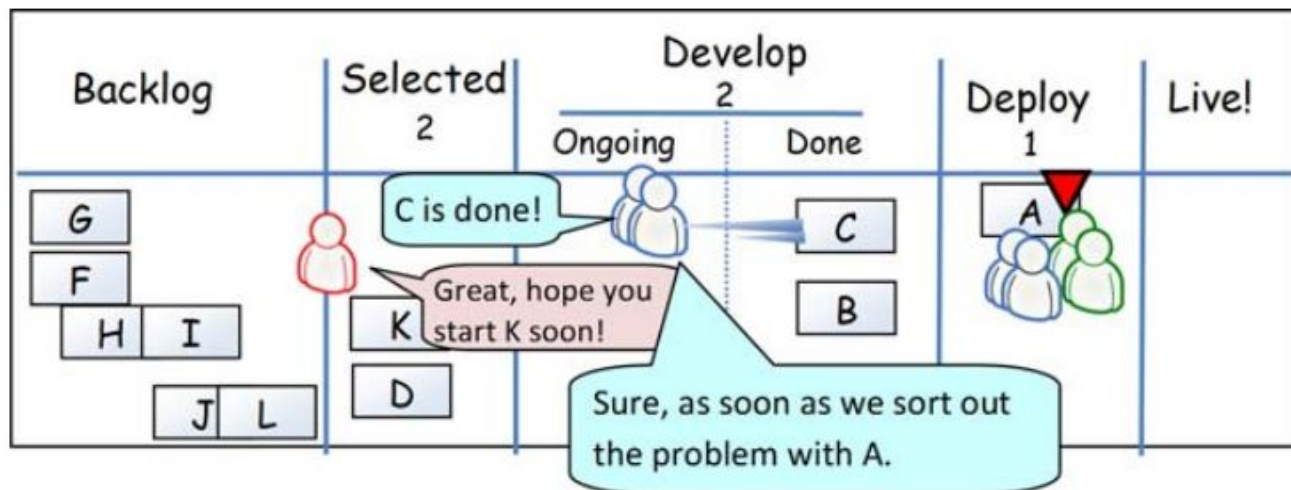 Backlog
Selected
2
Develop
2
Ongoing
Done
Deploy
1
Live!
G
F
H I
J L
K
D
C is done!
Great, hope you
start K soon!
Sure, as soon as we sort out
the problem with A.
C
B
A